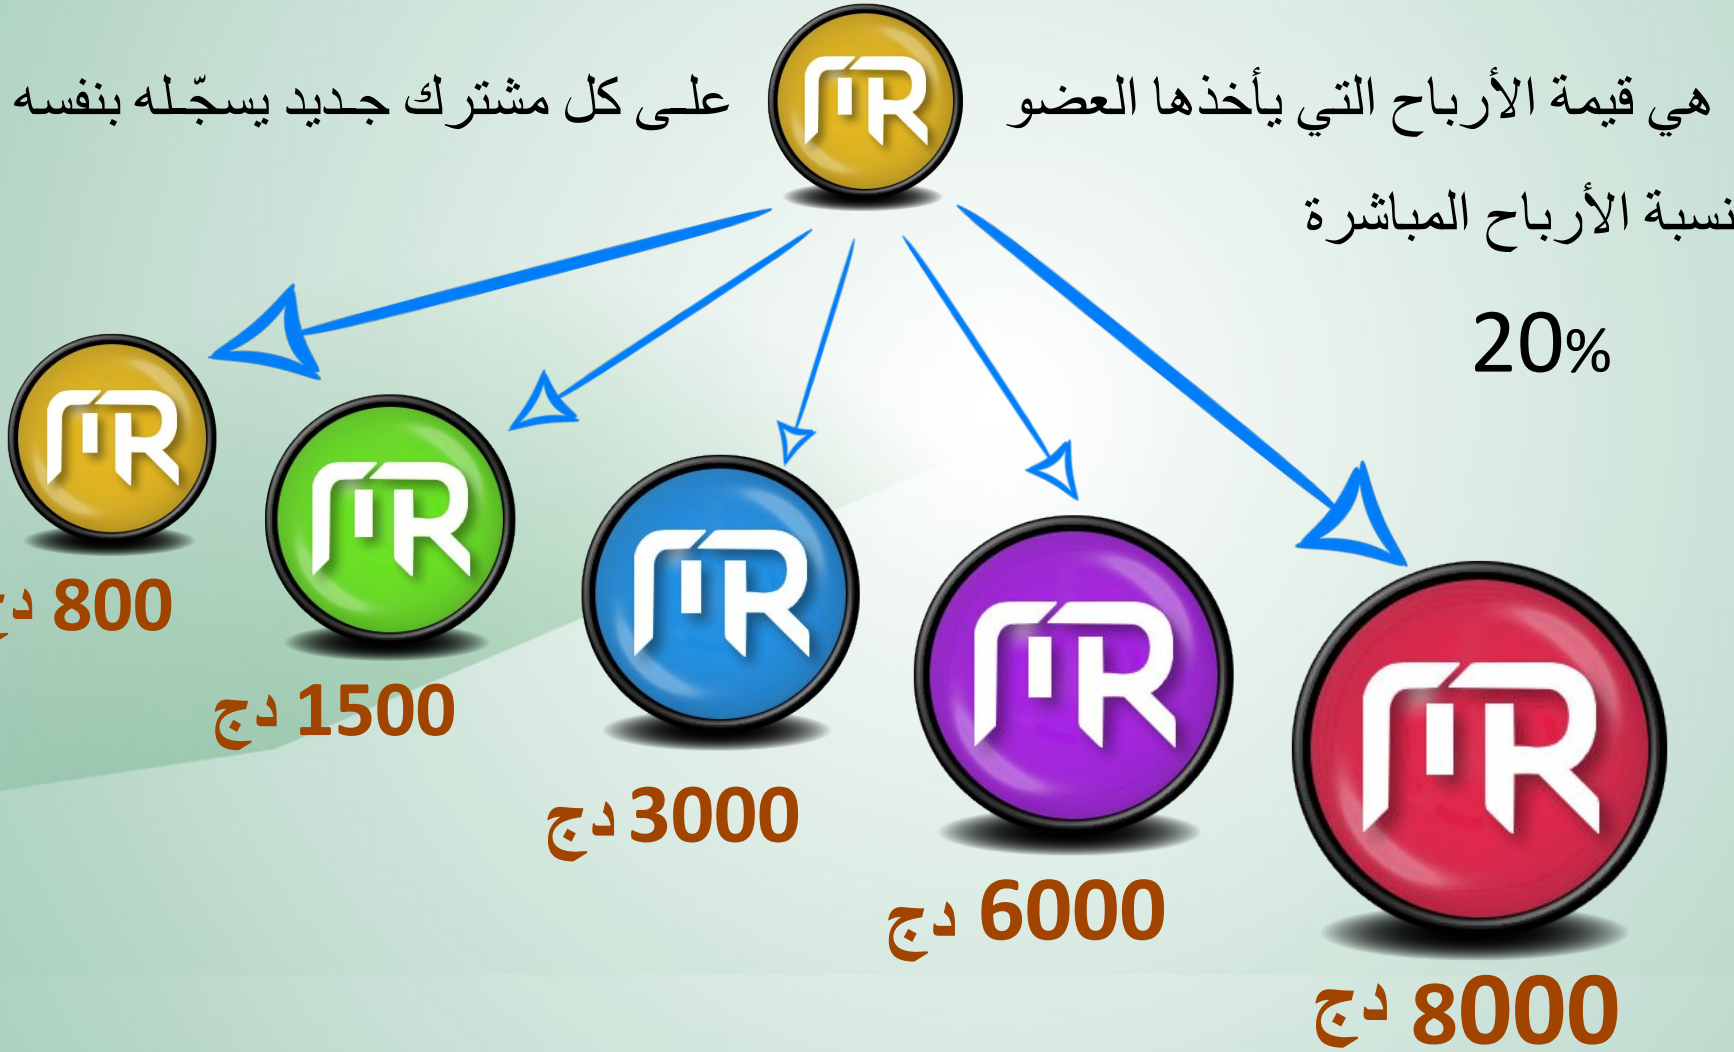 هي قيمة الأرباح التي يأخذها العضو على كل مشترك جديد يسجّله بنفسه
نسبة الأرباح المباشرة
20%
800 دج
1500 دج
3000 دج
6000 دج
8000 دج